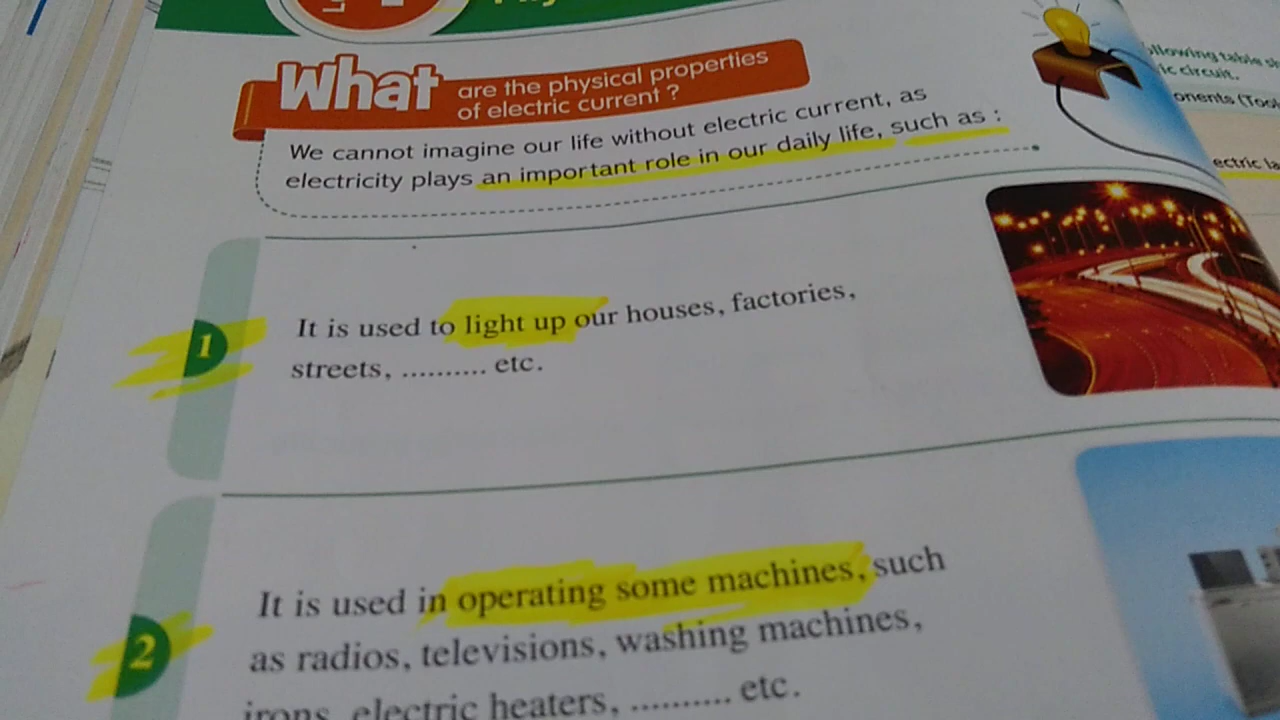 What are the physical properties
of electric current ?
We cannot imagine our life without electric current, as
electricity plays an important role in our daily life, such as :
1
It is used to light up our houses, factories,
streets, .......... etc.
2
It is used in operating some machines, such
as radios, televisions, washing machines,
irons, electric heaters, .......... etc.
ic circuit.